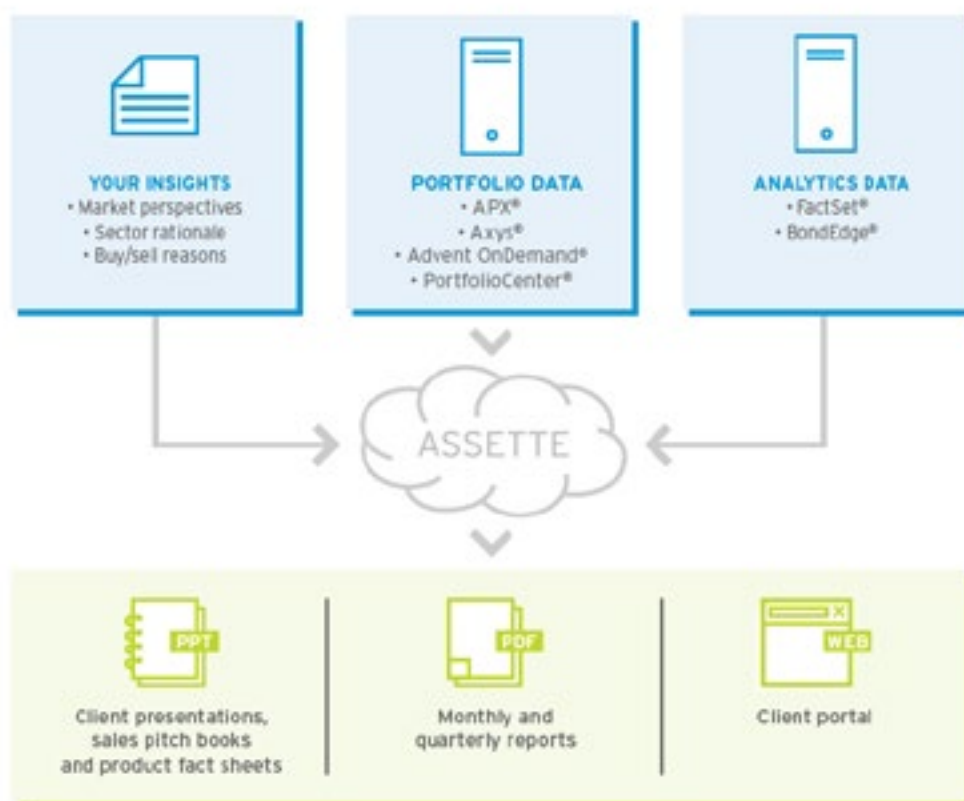 YOUR INSIGHTS
• Market perspectives
• Sector rationale
• Buy/sell reasons
PORTFOLIO DATA
• APX®
• Axys®
• Advent OnDemand®
• PortfolioCenter®
ANALYTICS DATA
• FactSet®
• BondEdge®
ASSETTE
PPT
Client presentations,
sales pitch books
and product fact sheets
PDF
Monthly and
quarterly reports
WEB
Client portal